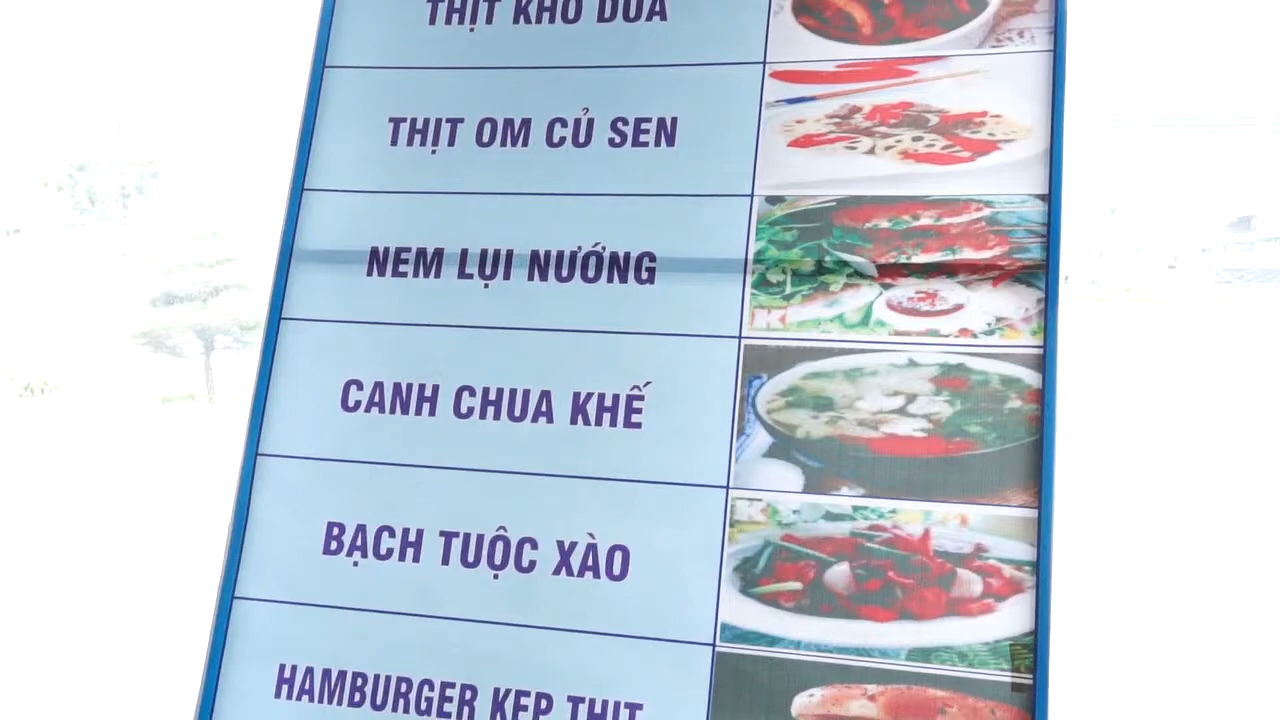 THỊT KHO DỪA
THỊT OM CỦ SEN
NEM LỤI NƯỚNG
CANH CHUA KHẾ
BẠCH TUỘC XÀO
HAMBURGER KẸP THỊT